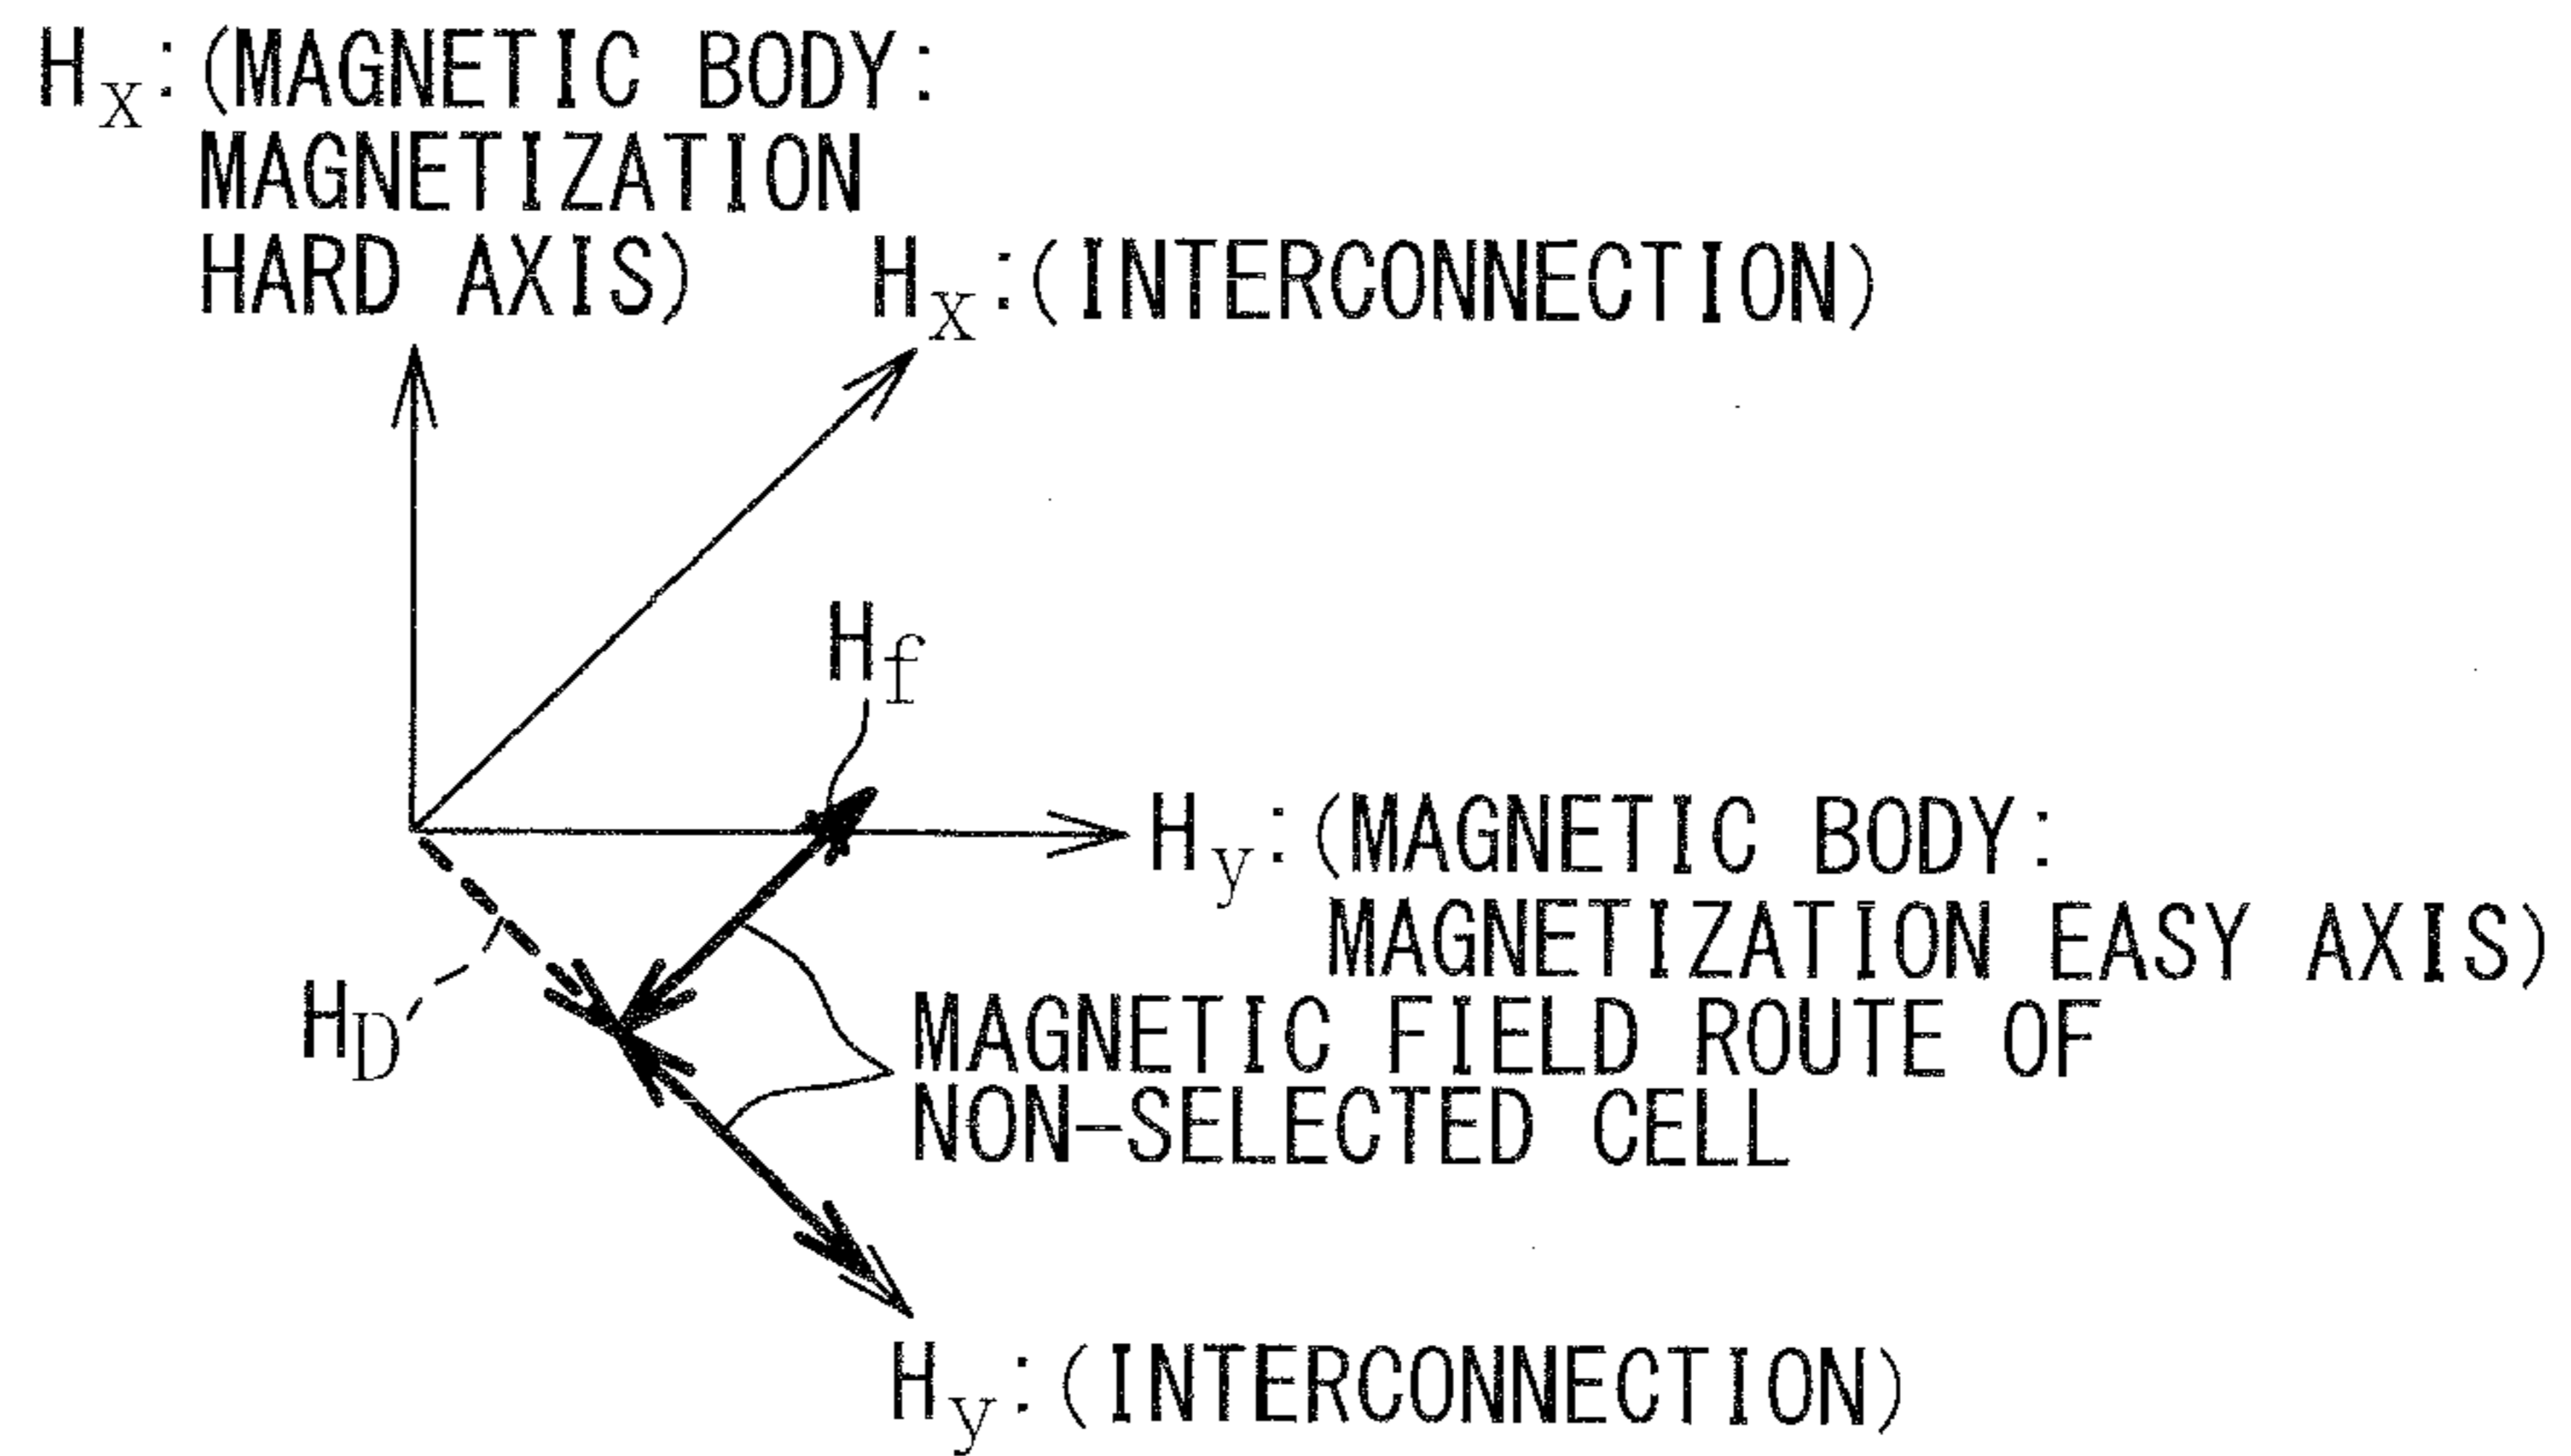 Hx:(MAGNETIC BODY:
MAGNETIZATION
HARD AXIS)
Hx:(INTERCONNECTION)
Hf
Hy:(MAGNETIC BODY:
MAGNETIZATION EASY AXIS)
HD
MAGNETIC FIELD ROUTE OF
NON-SELECTED CELL
Hy:(INTERCONNECTION)